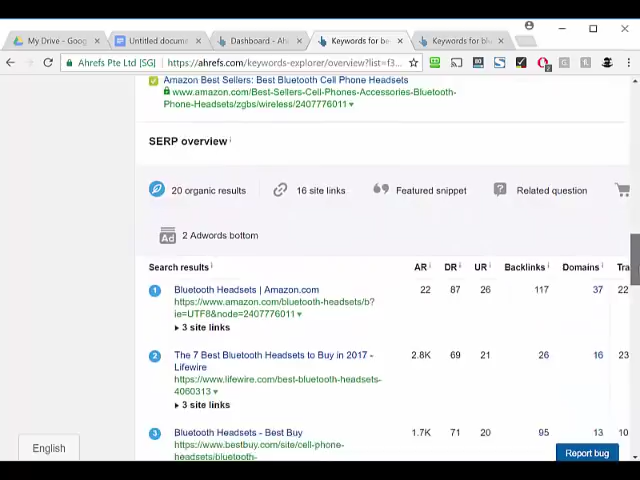 My Drive - Goog
Untitled docum
Dashboard - Ah
Keywords for be
Keywords for bl
Ahrefs Pte Ltd [SG]
https://ahrefs.com/keywords-explorer/overview?list=f3...
Amazon Best Sellers: Best Bluetooth Cell Phone Headsets
www.amazon.com/Best-Sellers-Cell-Phones-Accessories-Bluetooth-
Phone-Headsets/zgbs/wireless/2407776011
SERP overview
20 organic results
16 site links
Featured snippet
Related question
Ad
2 Adwords bottom
Search results AR DR UR Backlinks Domains Tra
1 Bluetooth Headsets | Amazon.com 22 87 26 117 37 22
https://www.amazon.com/bluetooth-headsets/b?
ie=UTF8&node=2407776011
3 site links
2 The 7 Best Bluetooth Headsets to Buy in 2017 - 2.8K 69 21 26 16 23
Lifewire
https://www.lifewire.com/best-bluetooth-headsets-
4060313
3 site links
3 Bluetooth Headsets - Best Buy 1.7K 71 20 95 13 10
https://www.bestbuy.com/site/cell-phone-
headsets/bluetooth-
English
Report bug